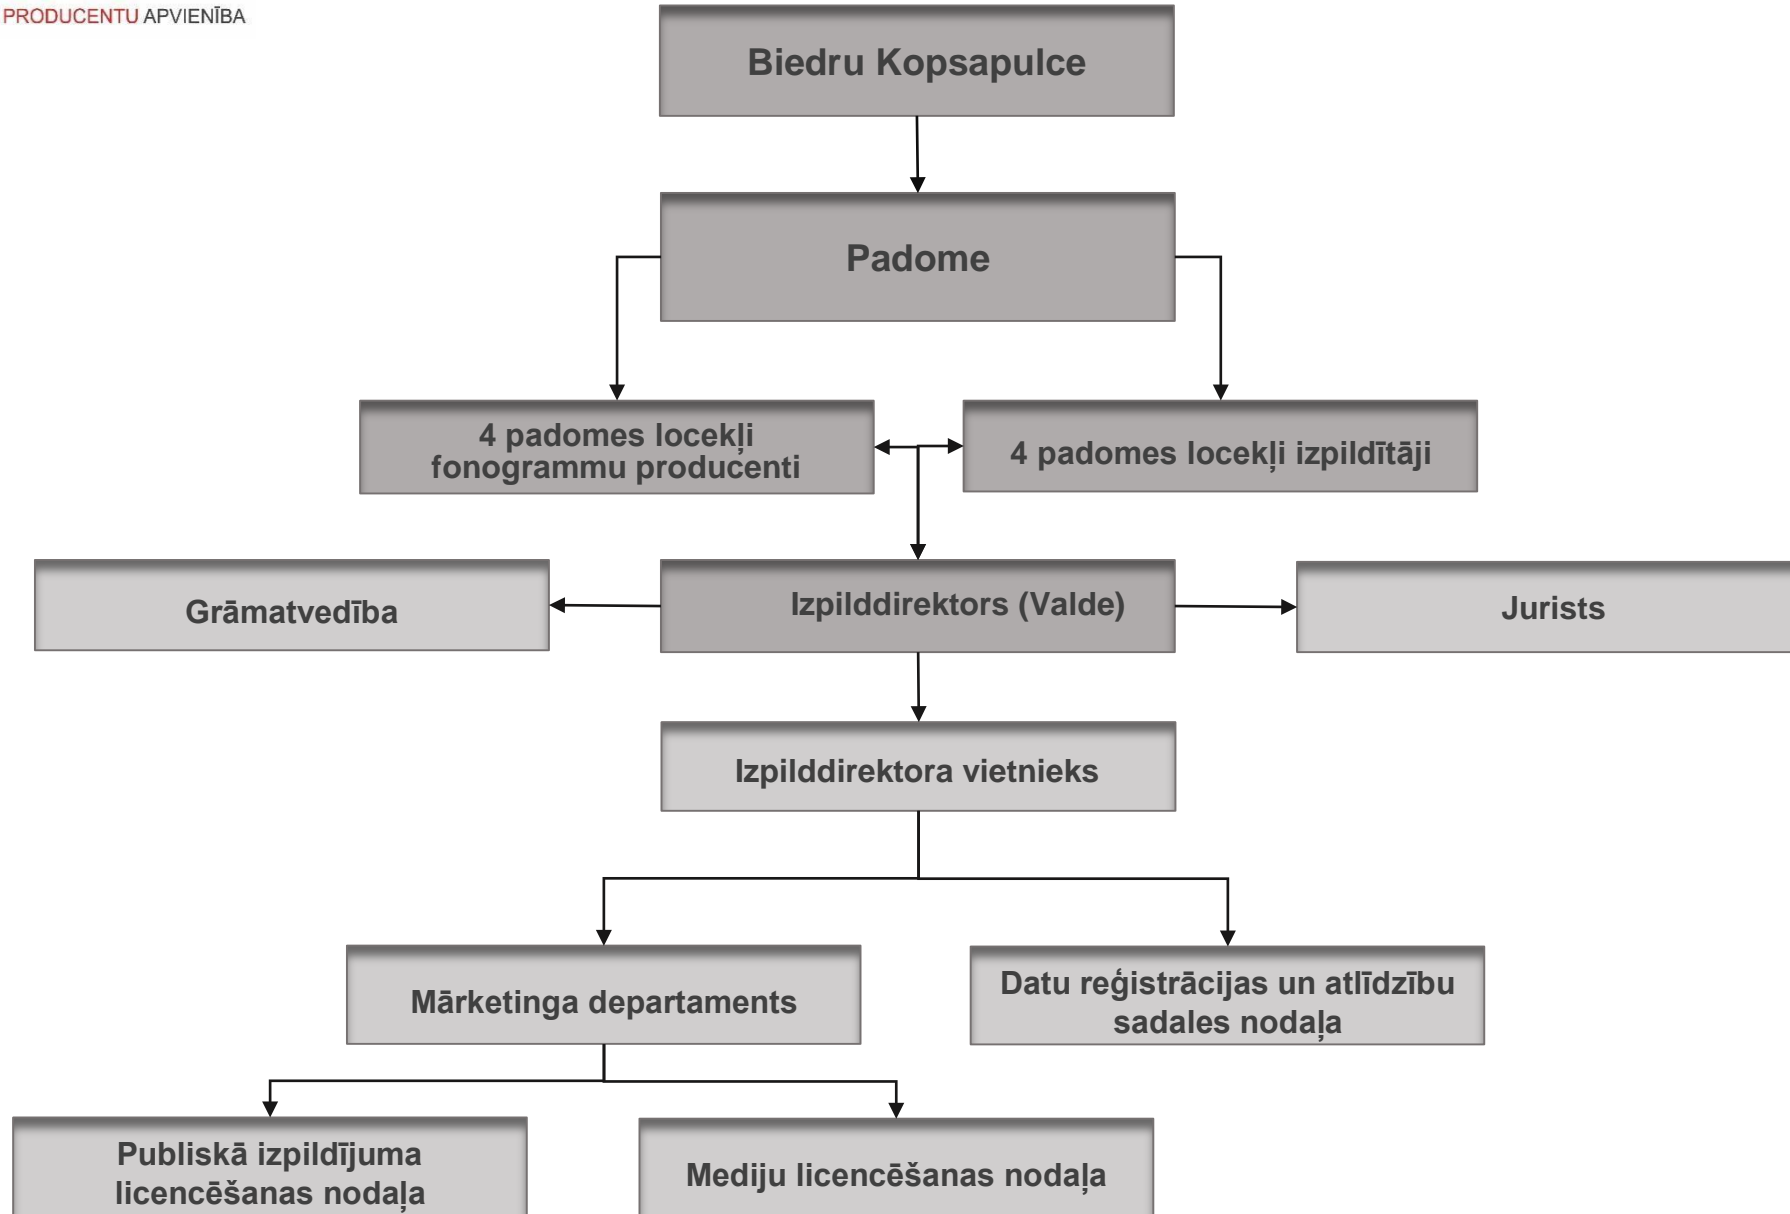 PRODUCENTU APVIENĪBA
Biedru Kopsapulce
Padome
4 padomes locekļi
fonogrammu producenti
4 padomes locekļi izpildītāji
Grāmatvedība
Izpilddirektors (Valde)
Jurists
Izpilddirektora vietnieks
Mārketinga departaments
Datu reģistrācijas un atlīdzību
sadales nodaļa
Publiskā izpildījuma
licencēšanas nodaļa
Mediju licencēšanas nodaļa